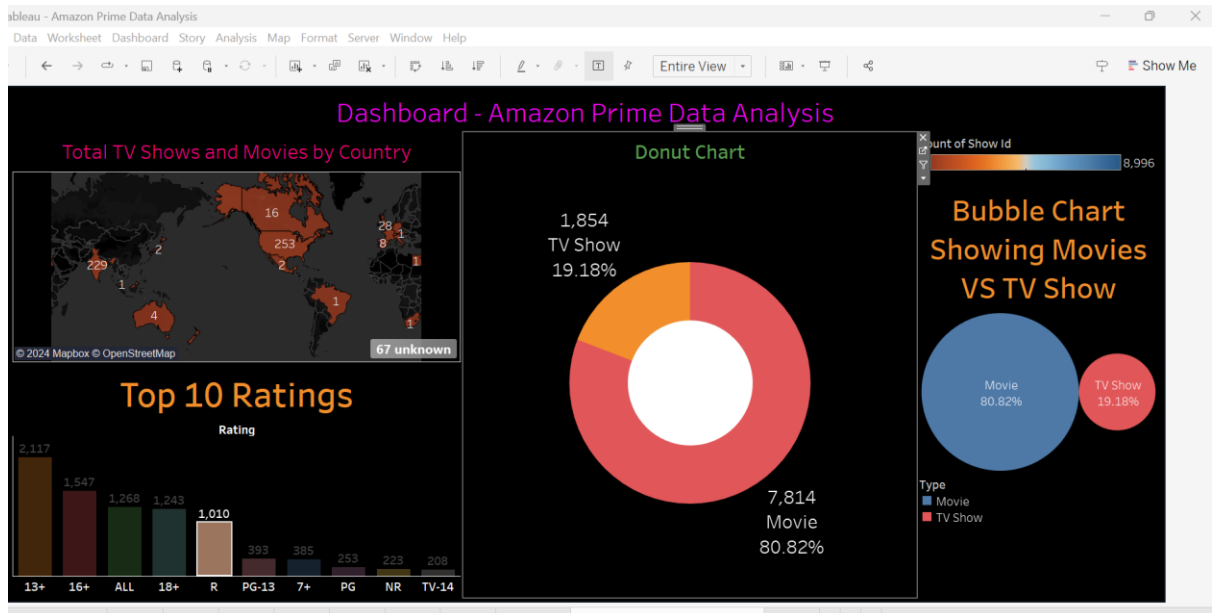 ableau - Amazon Prime Data Analysis
Data Worksheet Dashboard Story Analysis Map Format Server Window Help
Entire View
Show Me
Dashboard - Amazon Prime Data Analysis
Total TV Shows and Movies by Country
16
253
2
28
1
8
1
2
229
1
4
1
1
© 2024 Mapbox © OpenStreetMap
67 unknown
Top 10 Ratings
Rating
2,117
1,547
1,268
1,243
1,010
393
385
253
223
208
13+ 16+ ALL 18+ R PG-13 7+ PG NR TV-14
Donut Chart
1,854
TV Show
19.18%
7,814
Movie
80.82%
unt of Show Id
8,996
Bubble Chart
Showing Movies
VS TV Show
Movie
80.82%
TV Show
19.18%
Type
Movie
TV Show